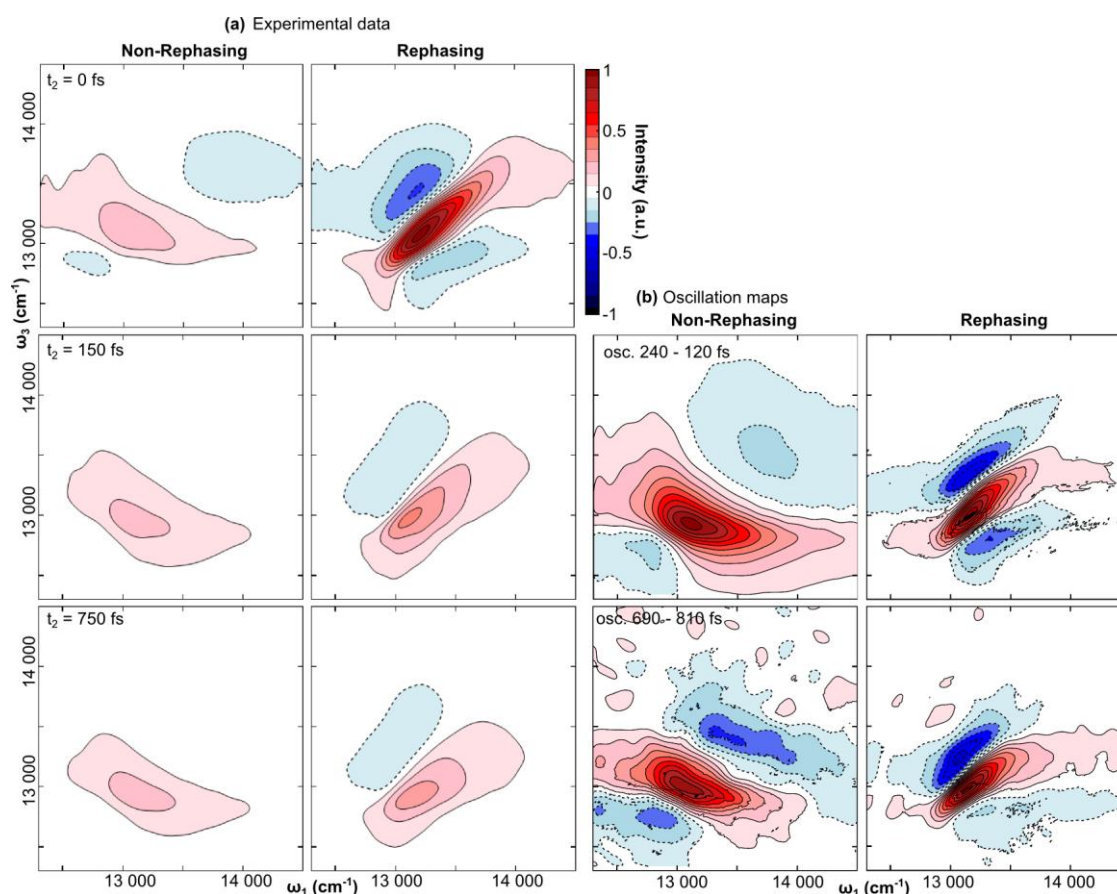 (a) Experimental data
Non-Rephasing Rephasing
t2 = 0 fs
14 000
13 000
1
0.5
0
-0.5
-1
Intensity (a.u.)
ω3 (cm-1)
(b) Oscillation maps
Non-Rephasing Rephasing
t2 = 150 fs
osc. 240 - 120 fs
14 000
13 000
t2 = 750 fs
osc. 690 - 810 fs
14 000
13 000
13 000 14 000 13 000 14 000 13 000 14 000 13 000 14 000
ω1 (cm-1) ω1 (cm-1)